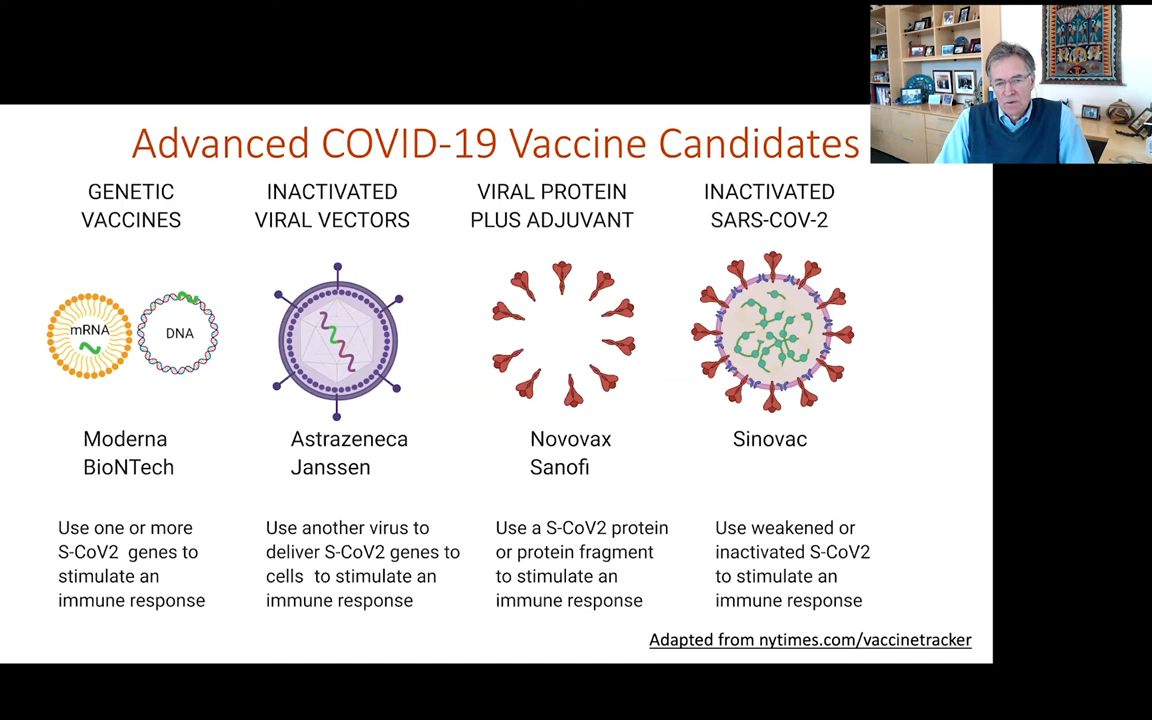 Advanced COVID-19 Vaccine Candidates
GENETIC
VACCINES
INACTIVATED
VIRAL VECTORS
VIRAL PROTEIN
PLUS ADJUVANT
INACTIVATED
SARS-COV-2
mRNA
DNA
Moderna
BioNTech
Astrazeneca
Janssen
Novovax
Sanofi
Sinovac
Use one or more
S-CoV2 genes to
stimulate an
immune response
Use another virus to
deliver S-CoV2 genes to
cells to stimulate an
immune response
Use a S-CoV2 protein
or protein fragment
to stimulate an
immune response
Use weakened or
inactivated S-CoV2
to stimulate an
immune response
Adapted from nytimes.com/vaccinetracker